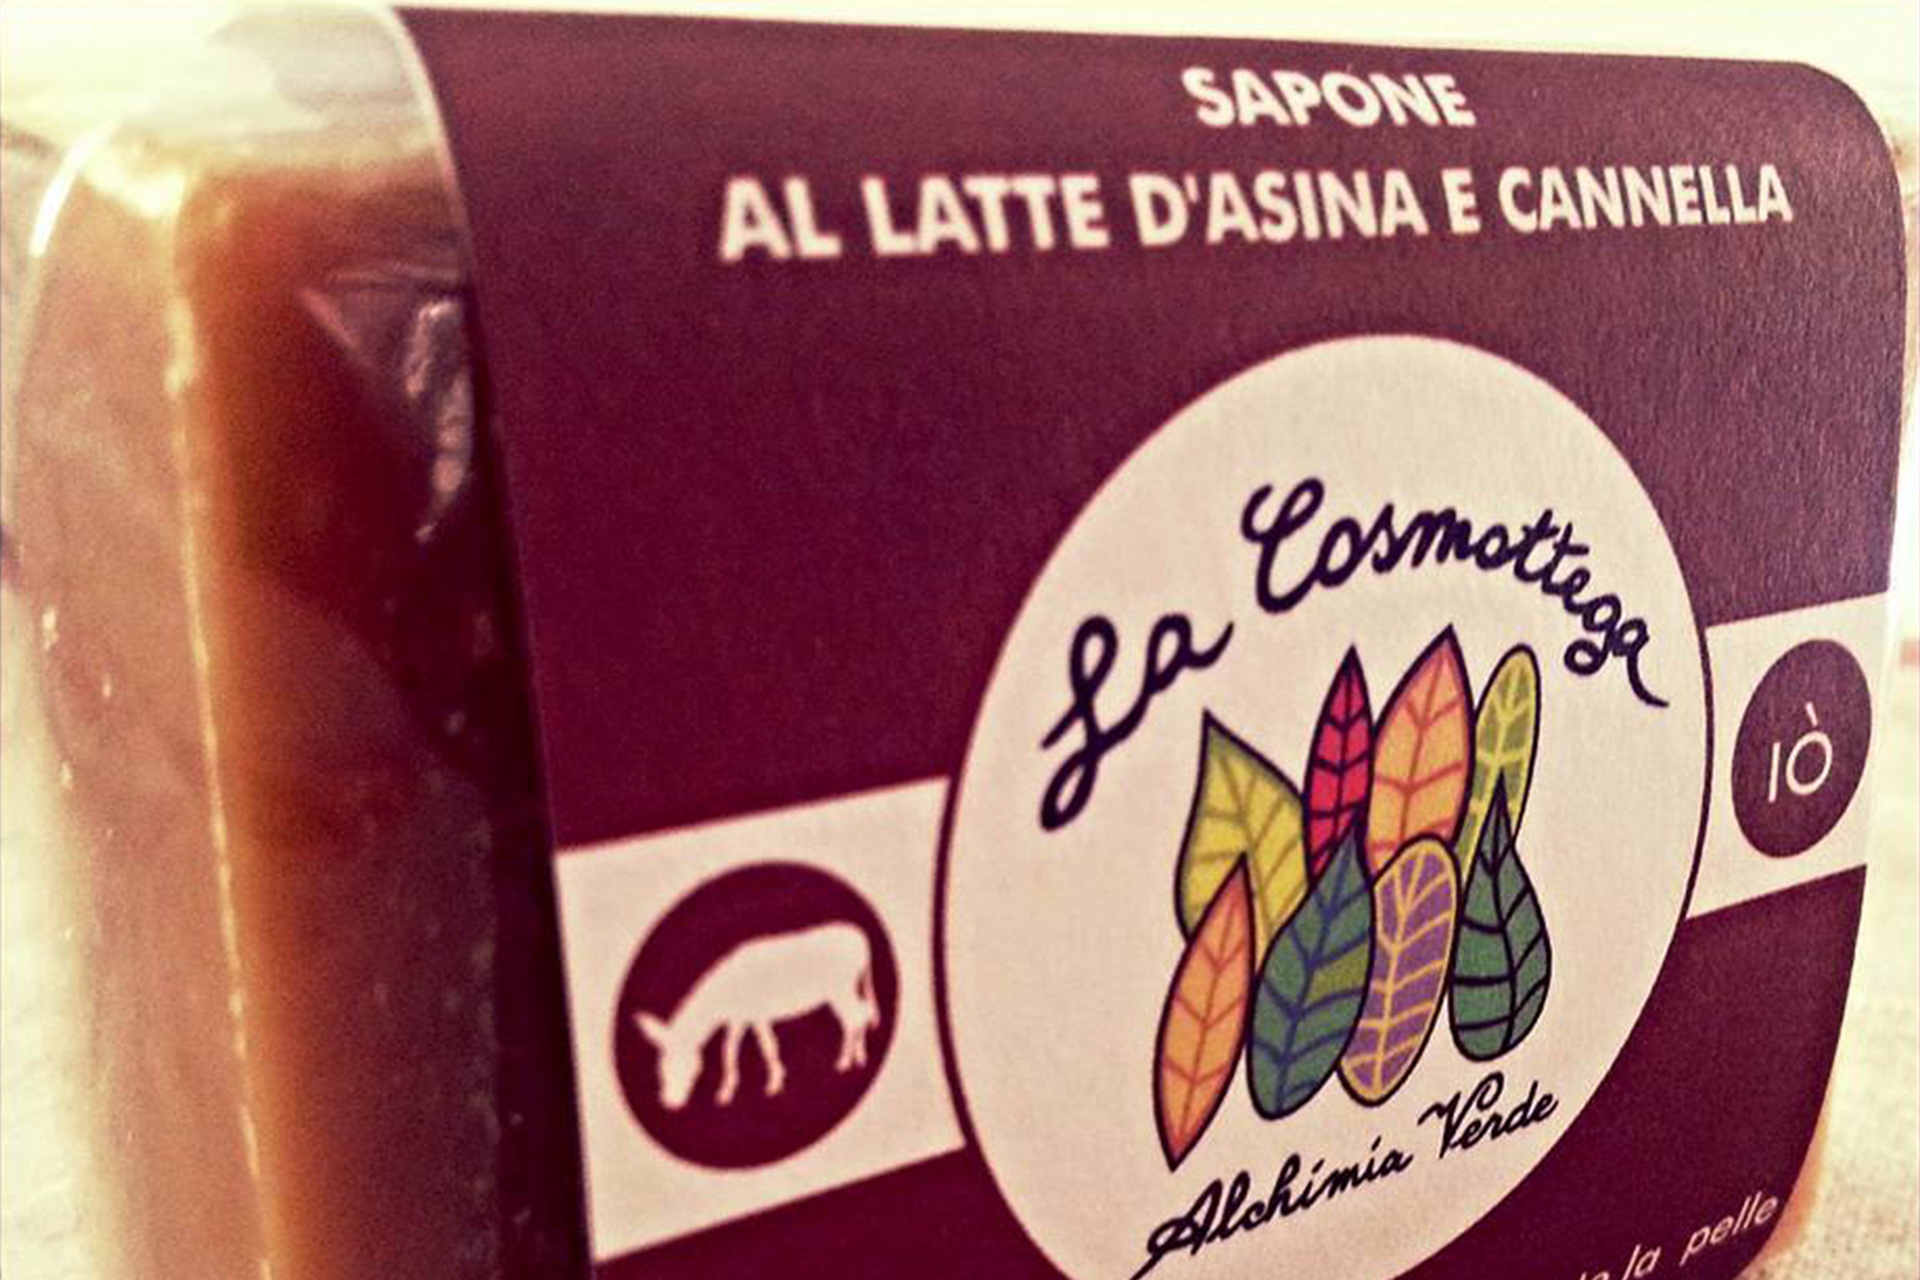 SAPONE
AL LATTE D'ASINA E CANNELLA
La Cosmottega
IÒ
Alchimia Verde
la pelle